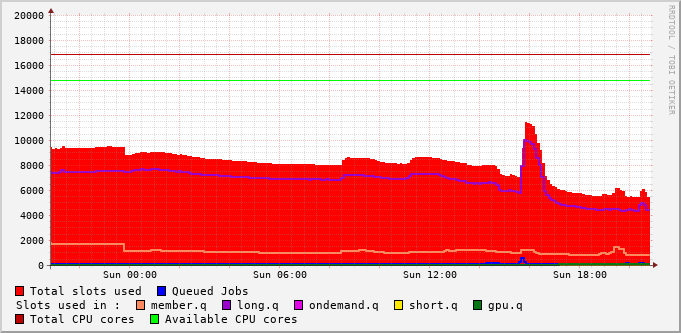 20000
18000
16000
14000
12000
10000
8000
6000
4000
2000
0
Sun 00:00 Sun 06:00 Sun 12:00 Sun 18:00
RRDTOOL / TOBI OETIKER
Total slots used Queued Jobs
Slots used in : member.q long.q ondemand.q short.q gpu.q
Total CPU cores Available CPU cores